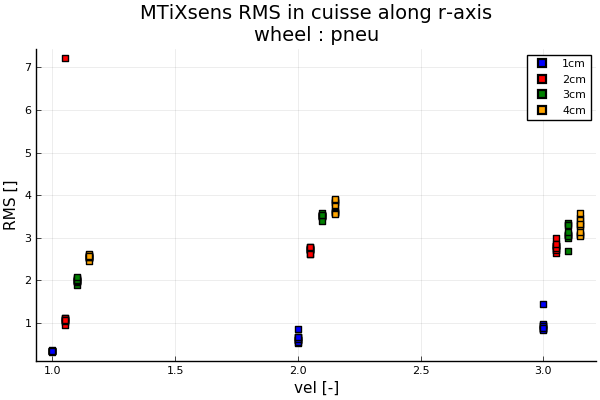 MTiXsens RMS in cuisse along r-axis
wheel : pneu
7
6
5
4
3
2
1
RMS []
1cm
2cm
3cm
4cm
1.0
1.5
2.0
2.5
3.0
vel [-]